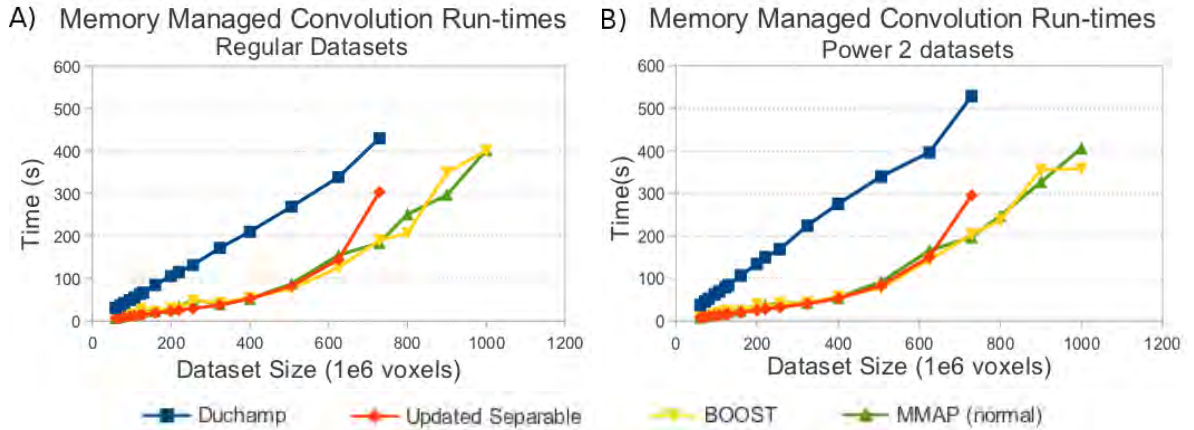 A)
Memory Managed Convolution Run-times
Regular Datasets
600
500
400
300
200
100
0
Time (s)
0
200
400
600
800
1000
1200
Dataset Size (1e6 voxels)
B)
Memory Managed Convolution Run-times
Power 2 datasets
600
500
400
300
200
100
0
Time(s)
0
200
400
600
800
1000
1200
Dataset Size (1e6 voxels)
Duchamp
Updated Separable
BOOST
MMAP (normal)